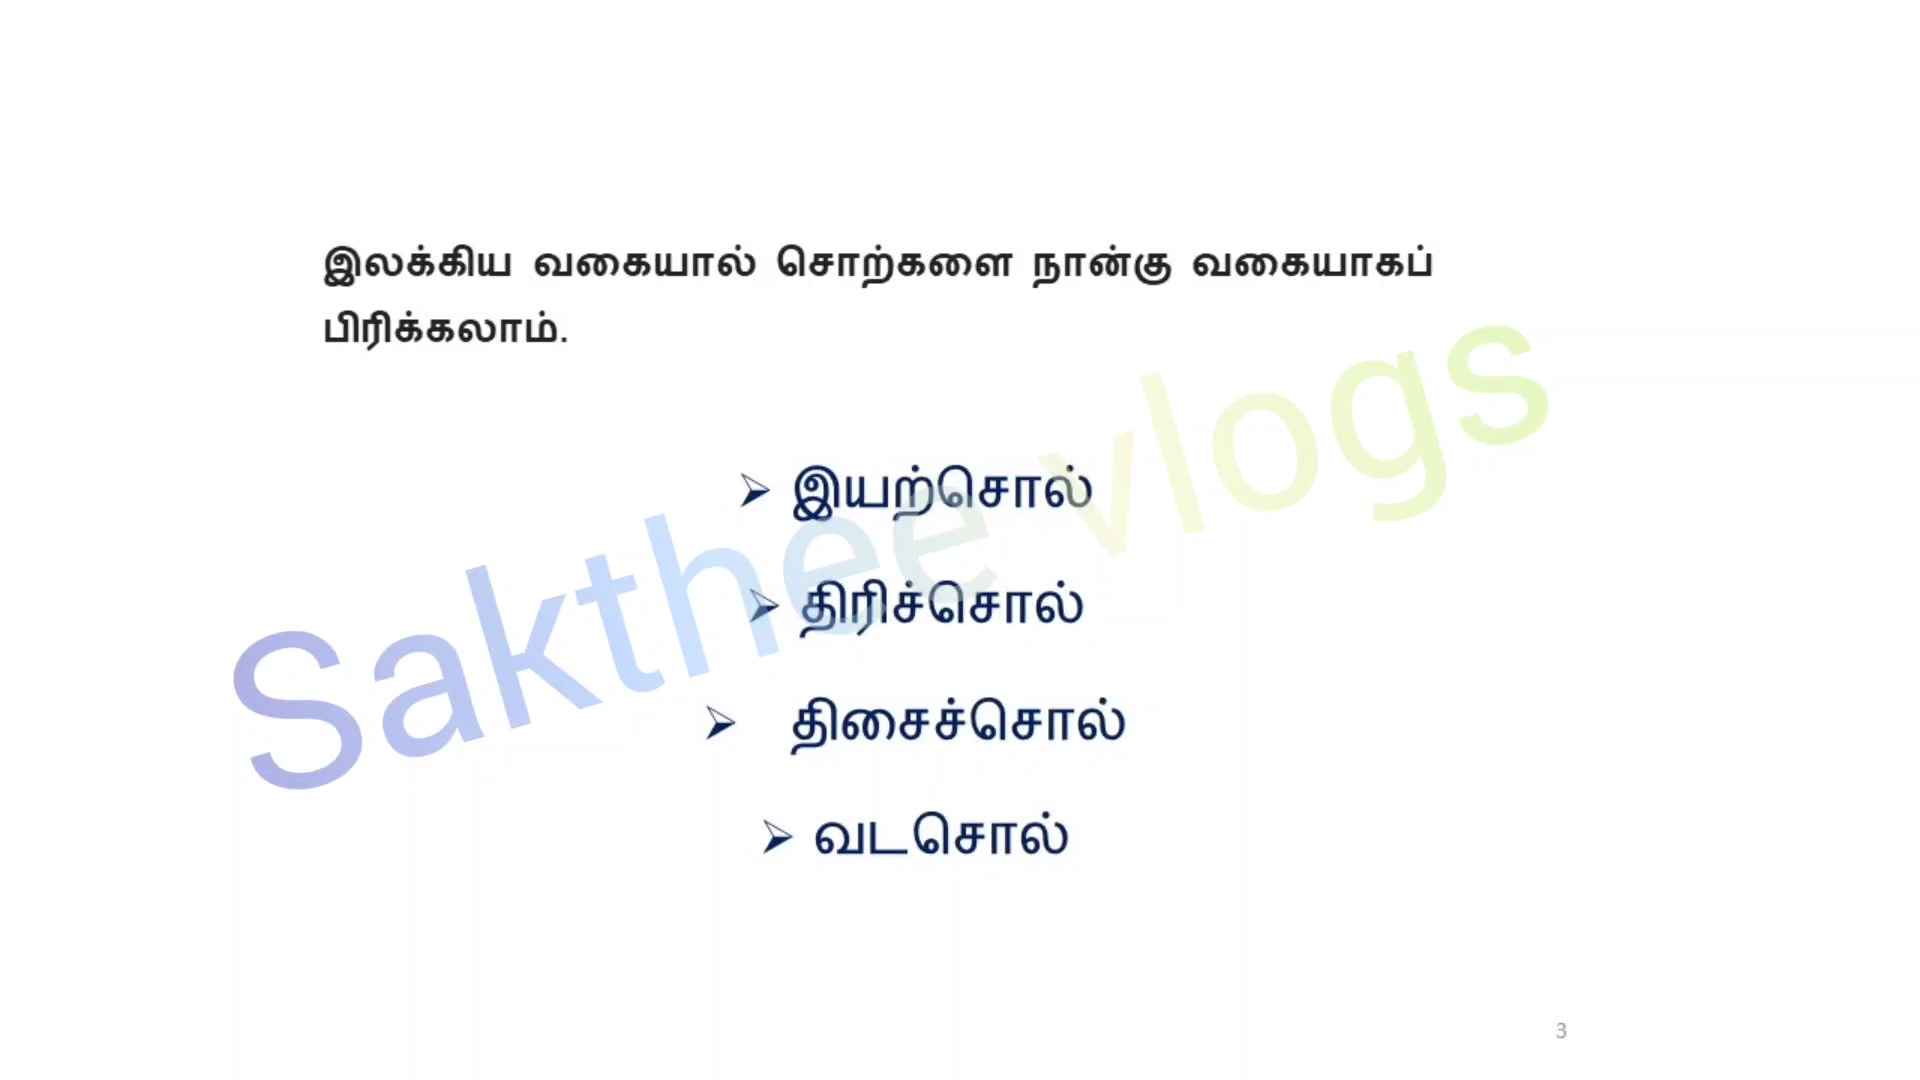 இலக்கிய வகையால் சொற்களை நான்கு வகையாகப்
பிரிக்கலாம்.
➢ இயற்சொல்
➢ திரிச்சொல்
➢ திசைச்சொல்
➢ வடசொல்
Sakthee vlogs
3